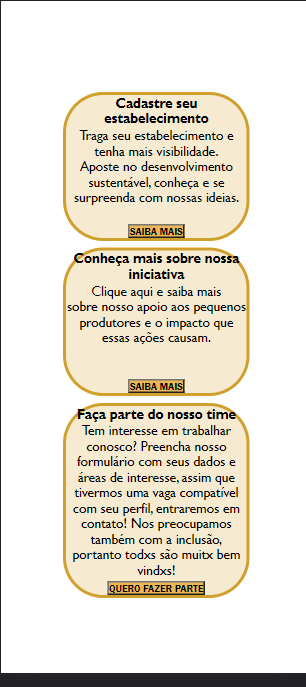 Cadastre seu
estabelecimento
Traga seu estabelecimento e
tenha mais visibilidade.
Aposte no desenvolvimento
sustentável, conheça e se
surpreenda com nossas ideias.
SAIBA MAIS
Conheça mais sobre nossa
iniciativa
Clique aqui e saiba mais
sobre nosso apoio aos pequenos
produtores e o impacto que
essas ações causam.
SAIBA MAIS
Faça parte do nosso time
Tem interesse em trabalhar
conosco? Preencha nosso
formulário com seus dados e
áreas de interesse, assim que
tivermos uma vaga compatível
com seu perfil, entraremos em
contato! Nos preocupamos
também com a inclusão,
portanto todxs são muitx bem
vindxs!
QUERO FAZER PARTE